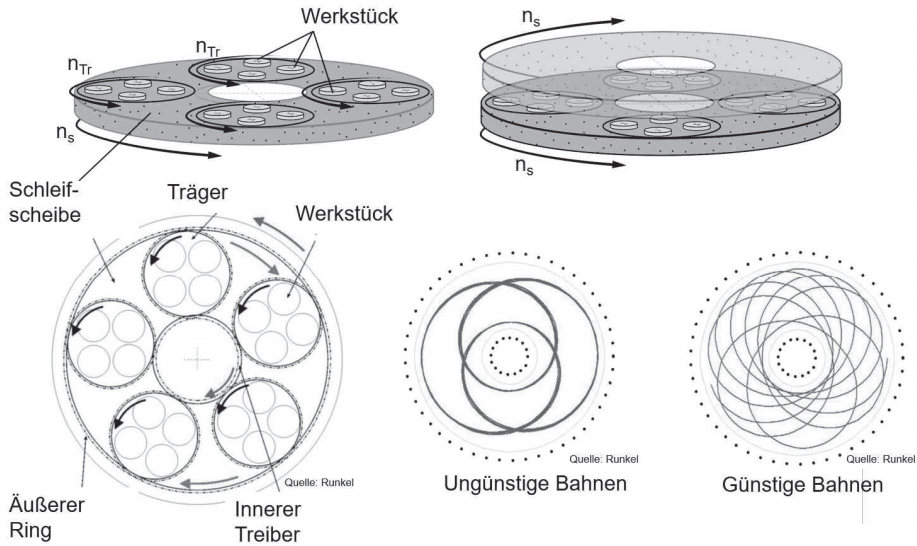 Werkstück
n_Tr
n_Tr
n_s
n_s
n_s
Schleif-
scheibe
Träger
Werkstück
Äußerer
Ring
Innerer
Treiber
Quelle: Runkel
Quelle: Runkel
Ungünstige Bahnen
Quelle: Runkel
Günstige Bahnen